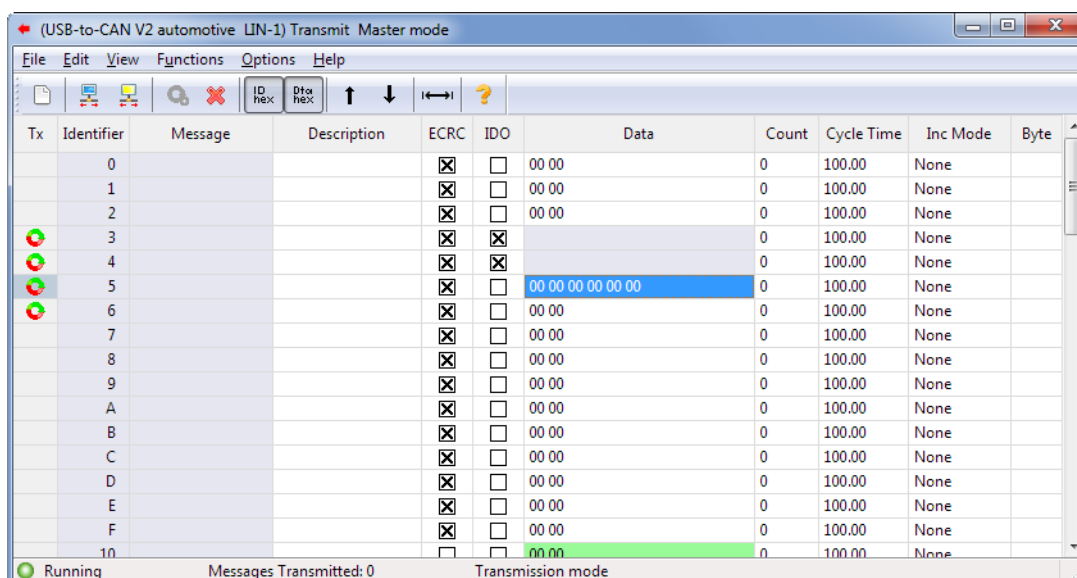 (USB-to-CAN V2 automotive LIN-1) Transmit Master mode
File Edit View Functions Options Help
ID hex Dta hex
Tx Identifier Message Description ECRC IDO Data Count Cycle Time Inc Mode Byte
0 00 00 0 100.00 None
1 00 00 0 100.00 None
2 00 00 0 100.00 None
3 0 100.00 None
4 0 100.00 None
5 00 00 00 00 00 00 0 100.00 None
6 00 00 0 100.00 None
7 00 00 0 100.00 None
8 00 00 0 100.00 None
9 00 00 0 100.00 None
A 00 00 0 100.00 None
B 00 00 0 100.00 None
C 00 00 0 100.00 None
D 00 00 0 100.00 None
E 00 00 0 100.00 None
F 00 00 0 100.00 None
10 00 00 0 100.00 None
Running Messages Transmitted: 0 Transmission mode